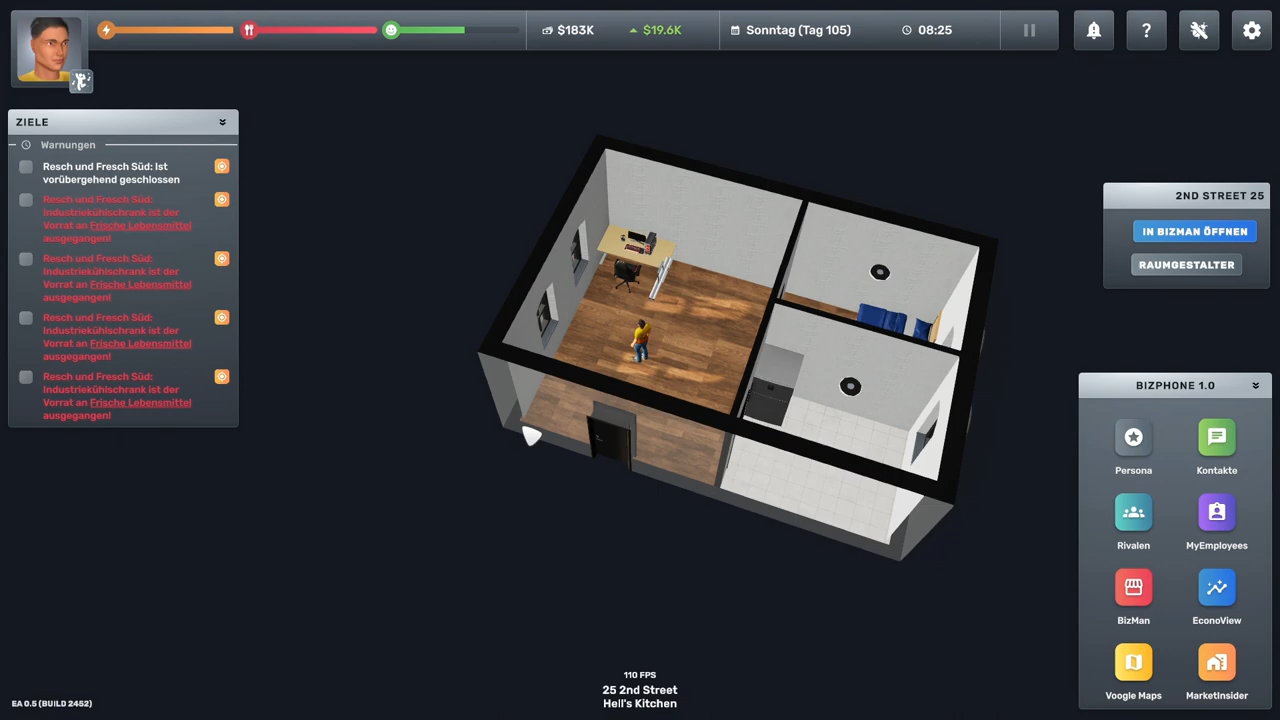 $183K
$19.6K
Sonntag (Tag 105)
08:25
?
ZIELE
Warnungen
Resch und Fresch Süd: Ist
vorübergehend geschlossen
Resch und Fresch Süd:
Industriekühlschrank ist der
Vorrat an Frische Lebensmittel
ausgegangen!
Resch und Fresch Süd:
Industriekühlschrank ist der
Vorrat an Frische Lebensmittel
ausgegangen!
Resch und Fresch Süd:
Industriekühlschrank ist der
Vorrat an Frische Lebensmittel
ausgegangen!
Resch und Fresch Süd:
Industriekühlschrank ist der
Vorrat an Frische Lebensmittel
ausgegangen!
2ND STREET 25
IN BIZMAN ÖFFNEN
RAUMGESTALTER
BIZPHONE 1.0
Persona
Kontakte
Rivalen
MyEmployees
BizMan
EconoView
Voogle Maps
MarketInsider
110 FPS
25 2nd Street
Hell's Kitchen
EA 0.5 (BUILD 2452)